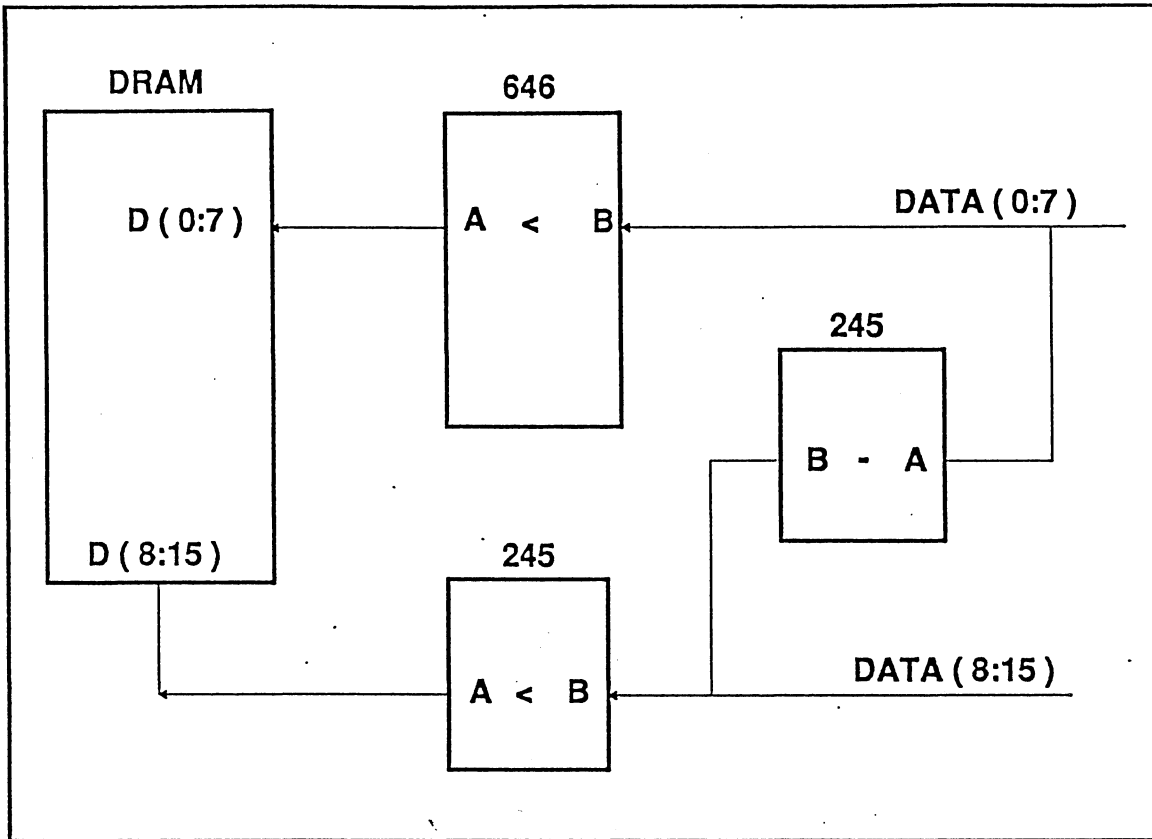 DRAM
646
D ( 0:7 )
A < B
DATA ( 0:7 )
245
B - A
D ( 8:15 )
245
A < B
DATA ( 8:15 )